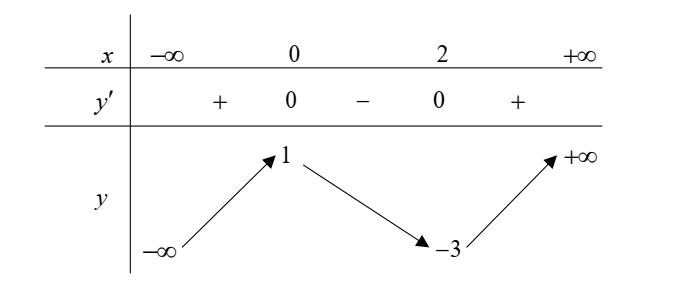 x −∞ 0 2 +∞
y′ + 0 − 0 +
1 +∞
y
−∞ −3